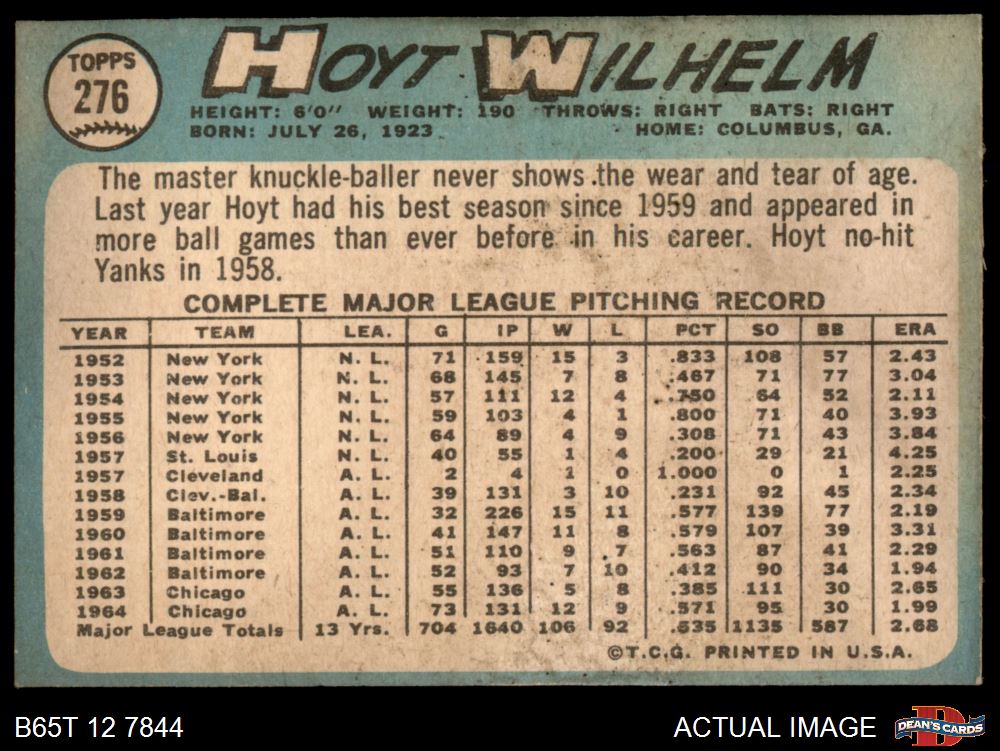 TOPPS
276
HOYT WILHELM
HEIGHT: 6'0" WEIGHT: 190 THROWS: RIGHT BATS: RIGHT
BORN: JULY 26, 1923 HOME: COLUMBUS, GA.
The master knuckle-baller never shows the wear and tear of age.
Last year Hoyt had his best season since 1959 and appeared in
more ball games than ever before in his career. Hoyt no-hit
Yanks in 1958.
COMPLETE MAJOR LEAGUE PITCHING RECORD
YEAR TEAM LEA. G IP W L PCT SO BB ERA
1952 New York N. L. 71 159 15 3 .833 108 57 2.43
1953 New York N. L. 68 145 7 8 .467 71 77 3.04
1954 New York N. L. 57 111 12 4 .750 64 52 2.11
1955 New York N. L. 59 103 4 1 .800 71 40 3.93
1956 New York N. L. 64 89 4 9 .308 71 43 3.84
1957 St. Louis N. L. 40 55 1 4 .200 29 21 4.25
1957 Cleveland A. L. 2 4 1 0 1.000 0 1 2.25
1958 Clev.-Bal. A. L. 39 131 3 10 .231 92 45 2.34
1959 Baltimore A. L. 32 226 15 11 .577 139 77 2.19
1960 Baltimore A. L. 41 147 11 8 .579 107 39 3.31
1961 Baltimore A. L. 51 110 9 7 .563 87 41 2.29
1962 Baltimore A. L. 52 93 7 10 .412 90 34 1.94
1963 Chicago A. L. 55 136 5 8 .385 111 30 2.65
1964 Chicago A. L. 73 131 12 9 .571 95 30 1.99
Major League Totals 13 Yrs. 704 1640 106 92 .535 1135 587 2.68
©T.C.G. PRINTED IN U.S.A.
B65T 12 7844 ACTUAL IMAGE DEAN'S CARDS